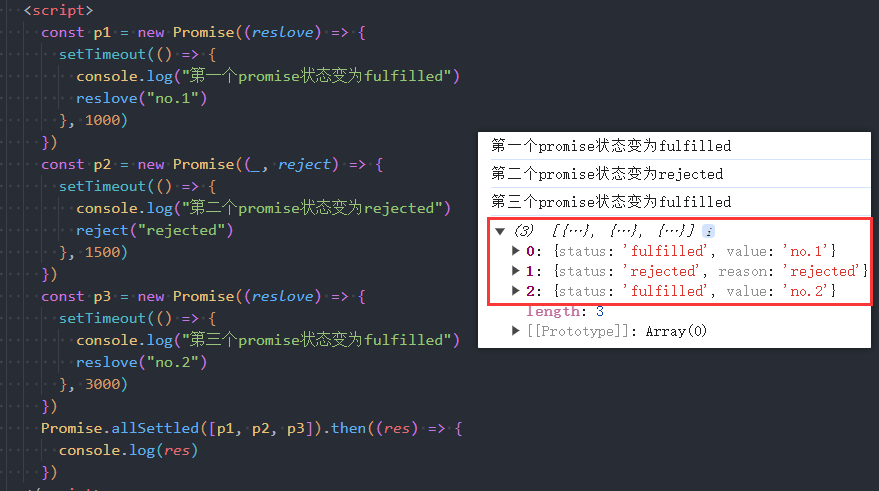 <script>
const p1 = new Promise((reslove) => {
setTimeout(() => {
console.log("第一个promise状态变为fulfilled")
reslove("no.1")
}, 1000)
})
const p2 = new Promise((_, reject) => {
setTimeout(() => {
console.log("第二个promise状态变为rejected")
reject("rejected")
}, 1500)
})
const p3 = new Promise((reslove) => {
setTimeout(() => {
console.log("第三个promise状态变为fulfilled")
reslove("no.2")
}, 3000)
})
Promise.allSettled([p1, p2, p3]).then((res) => {
console.log(res)
})
第一个promise状态变为fulfilled
第二个promise状态变为rejected
第三个promise状态变为fulfilled
▼ (3) [{…}, {…}, {…}] i
▶ 0: {status: 'fulfilled', value: 'no.1'}
▶ 1: {status: 'rejected', reason: 'rejected'}
▶ 2: {status: 'fulfilled', value: 'no.2'}
length: 3
▶ [[Prototype]]: Array(0)